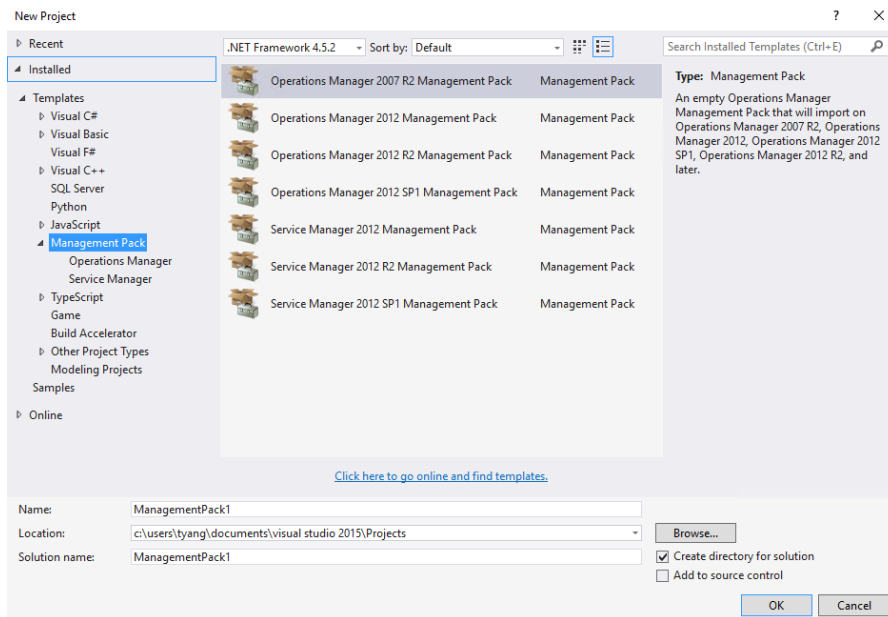 New Project
Recent
.NET Framework 4.5.2 Sort by: Default Search Installed Templates (Ctrl+E)
Installed
Templates
Visual C#
Visual Basic
Visual F#
Visual C++
SQL Server
Python
JavaScript
Management Pack
Operations Manager
Service Manager
TypeScript
Game
Build Accelerator
Other Project Types
Modeling Projects
Samples
Online
Operations Manager 2007 R2 Management Pack Management Pack
Operations Manager 2012 Management Pack Management Pack
Operations Manager 2012 R2 Management Pack Management Pack
Operations Manager 2012 SP1 Management Pack Management Pack
Service Manager 2012 Management Pack Management Pack
Service Manager 2012 R2 Management Pack Management Pack
Service Manager 2012 SP1 Management Pack Management Pack
Type: Management Pack
An empty Operations Manager
Management Pack that will import on
Operations Manager 2007 R2, Operations
Manager 2012, Operations Manager 2012
SP1, Operations Manager 2012 R2, and
later.
Click here to go online and find templates.
Name: ManagementPack1
Location: c:\users\tyang\documents\visual studio 2015\Projects Browse...
Solution name: ManagementPack1
Create directory for solution
Add to source control
OK Cancel